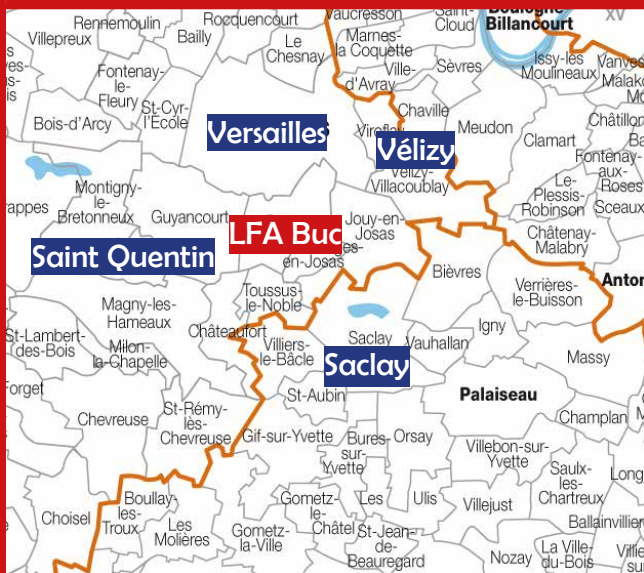 Rennemoulin
Rocquencourt
Vaucresson
Saint-
Cloud
Boulogne
Billancourt
XV
Villepreux
Bailly
Le
Chesnay
Marnes-
la Coquette
Ville-
d'Avray
Sèvres
Issy-les
Moulineaux
Vanves
Malako
Fontenay-
le-
Fleury
St-Cyr-
l'École
Bois-d'Arcy
Versailles
Chaville
Viroflay
Vélizy
Meudon
Clamart
Châtillon
Fontenay-
aux-
Roses
Vélizy-
Villacoublay
Le-
Plessis-
Robinson
Sceaux
Montigny-
le-
Bretonneux
Guyancourt
LFA Buc
Jouy-en-
Josas
Châtenay-
Malabry
Saint Quentin
en-Josas
Bièvres
Verrières-
le-Buisson
Anton
Toussus-
le-Noble
Magny-les-
Hameaux
Châteaufort
St-Lambert-
des-Bois
Milon-
la-Chapelle
Villiers-
le-Bâcle
Saclay
Vauhallan
Igny
Massy
Saclay
Forget
St-Aubin
Palaiseau
Chevreuse
St-Rémy-
lès-
Chevreuse
Gif-sur-Yvette
Bures-
sur-
Yvette
Orsay
Champlan
Villebon-sur-
Yvette
Saulx-
les-
Chartreux
Long
Choisel
Boullay-
les-
Troux
Les
Molières
Gometz-
le-
Châtel
Gometz-
la-Ville
Les
Ulis
Villejust
Ballainvillier
St-Jean-
de-
Beauregard
Nozay
La Ville-
du-Bois